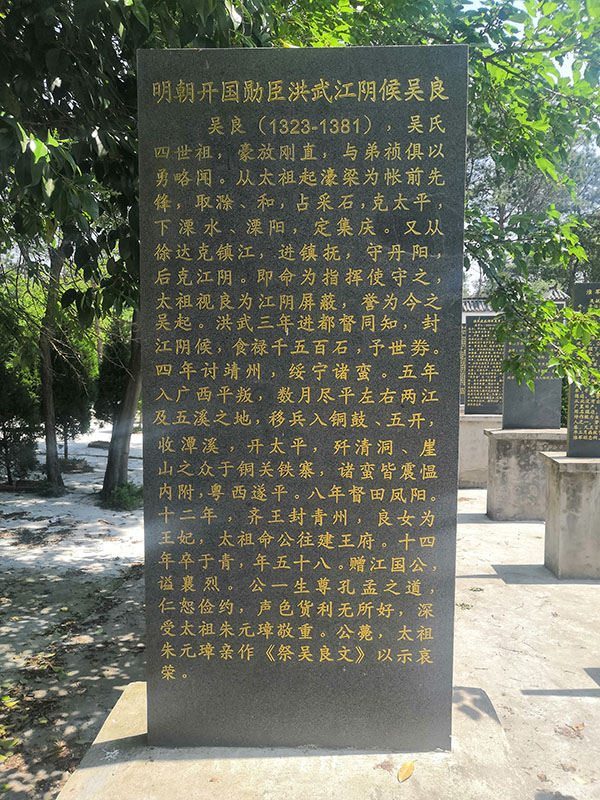 明朝开国勋臣洪武江阴候吴良
吴良（1323-1381），吴氏
四世祖，豪放刚直，与弟祯俱以
勇略闻。从太祖起濠梁为帐前先
锋，取滁、和，占采石，克太平，
下溧水、溧阳，定集庆。又从
徐达克镇江，进镇抚，守丹阳，
后克江阴。即命为指挥使守之，
太祖视良为江阴屏蔽，誉为今之
吴起。洪武三年进都督同知，封
江阴候，食禄千五百石，予世券。
四年讨靖州，绥宁诸蛮。五年
入广西平叛，数月尽平左右两江
及五溪之地，移兵入铜鼓、五开，
收潭溪，开太平，歼清洞、崖
山之众于铜关铁寨，诸蛮皆震愠
内附，粤西遂平。八年督田凤阳。
十二年，齐王封青州，良女为
王妃，太祖命公往建王府。十四
年卒于青，年五十八。赠江国公，
谥襄烈。公一生尊孔孟之道，
仁恕俭约，声色货利无所好，深
受太祖朱元璋敬重。公薨，太祖
朱元璋亲作《祭吴良文》以示哀
荣。